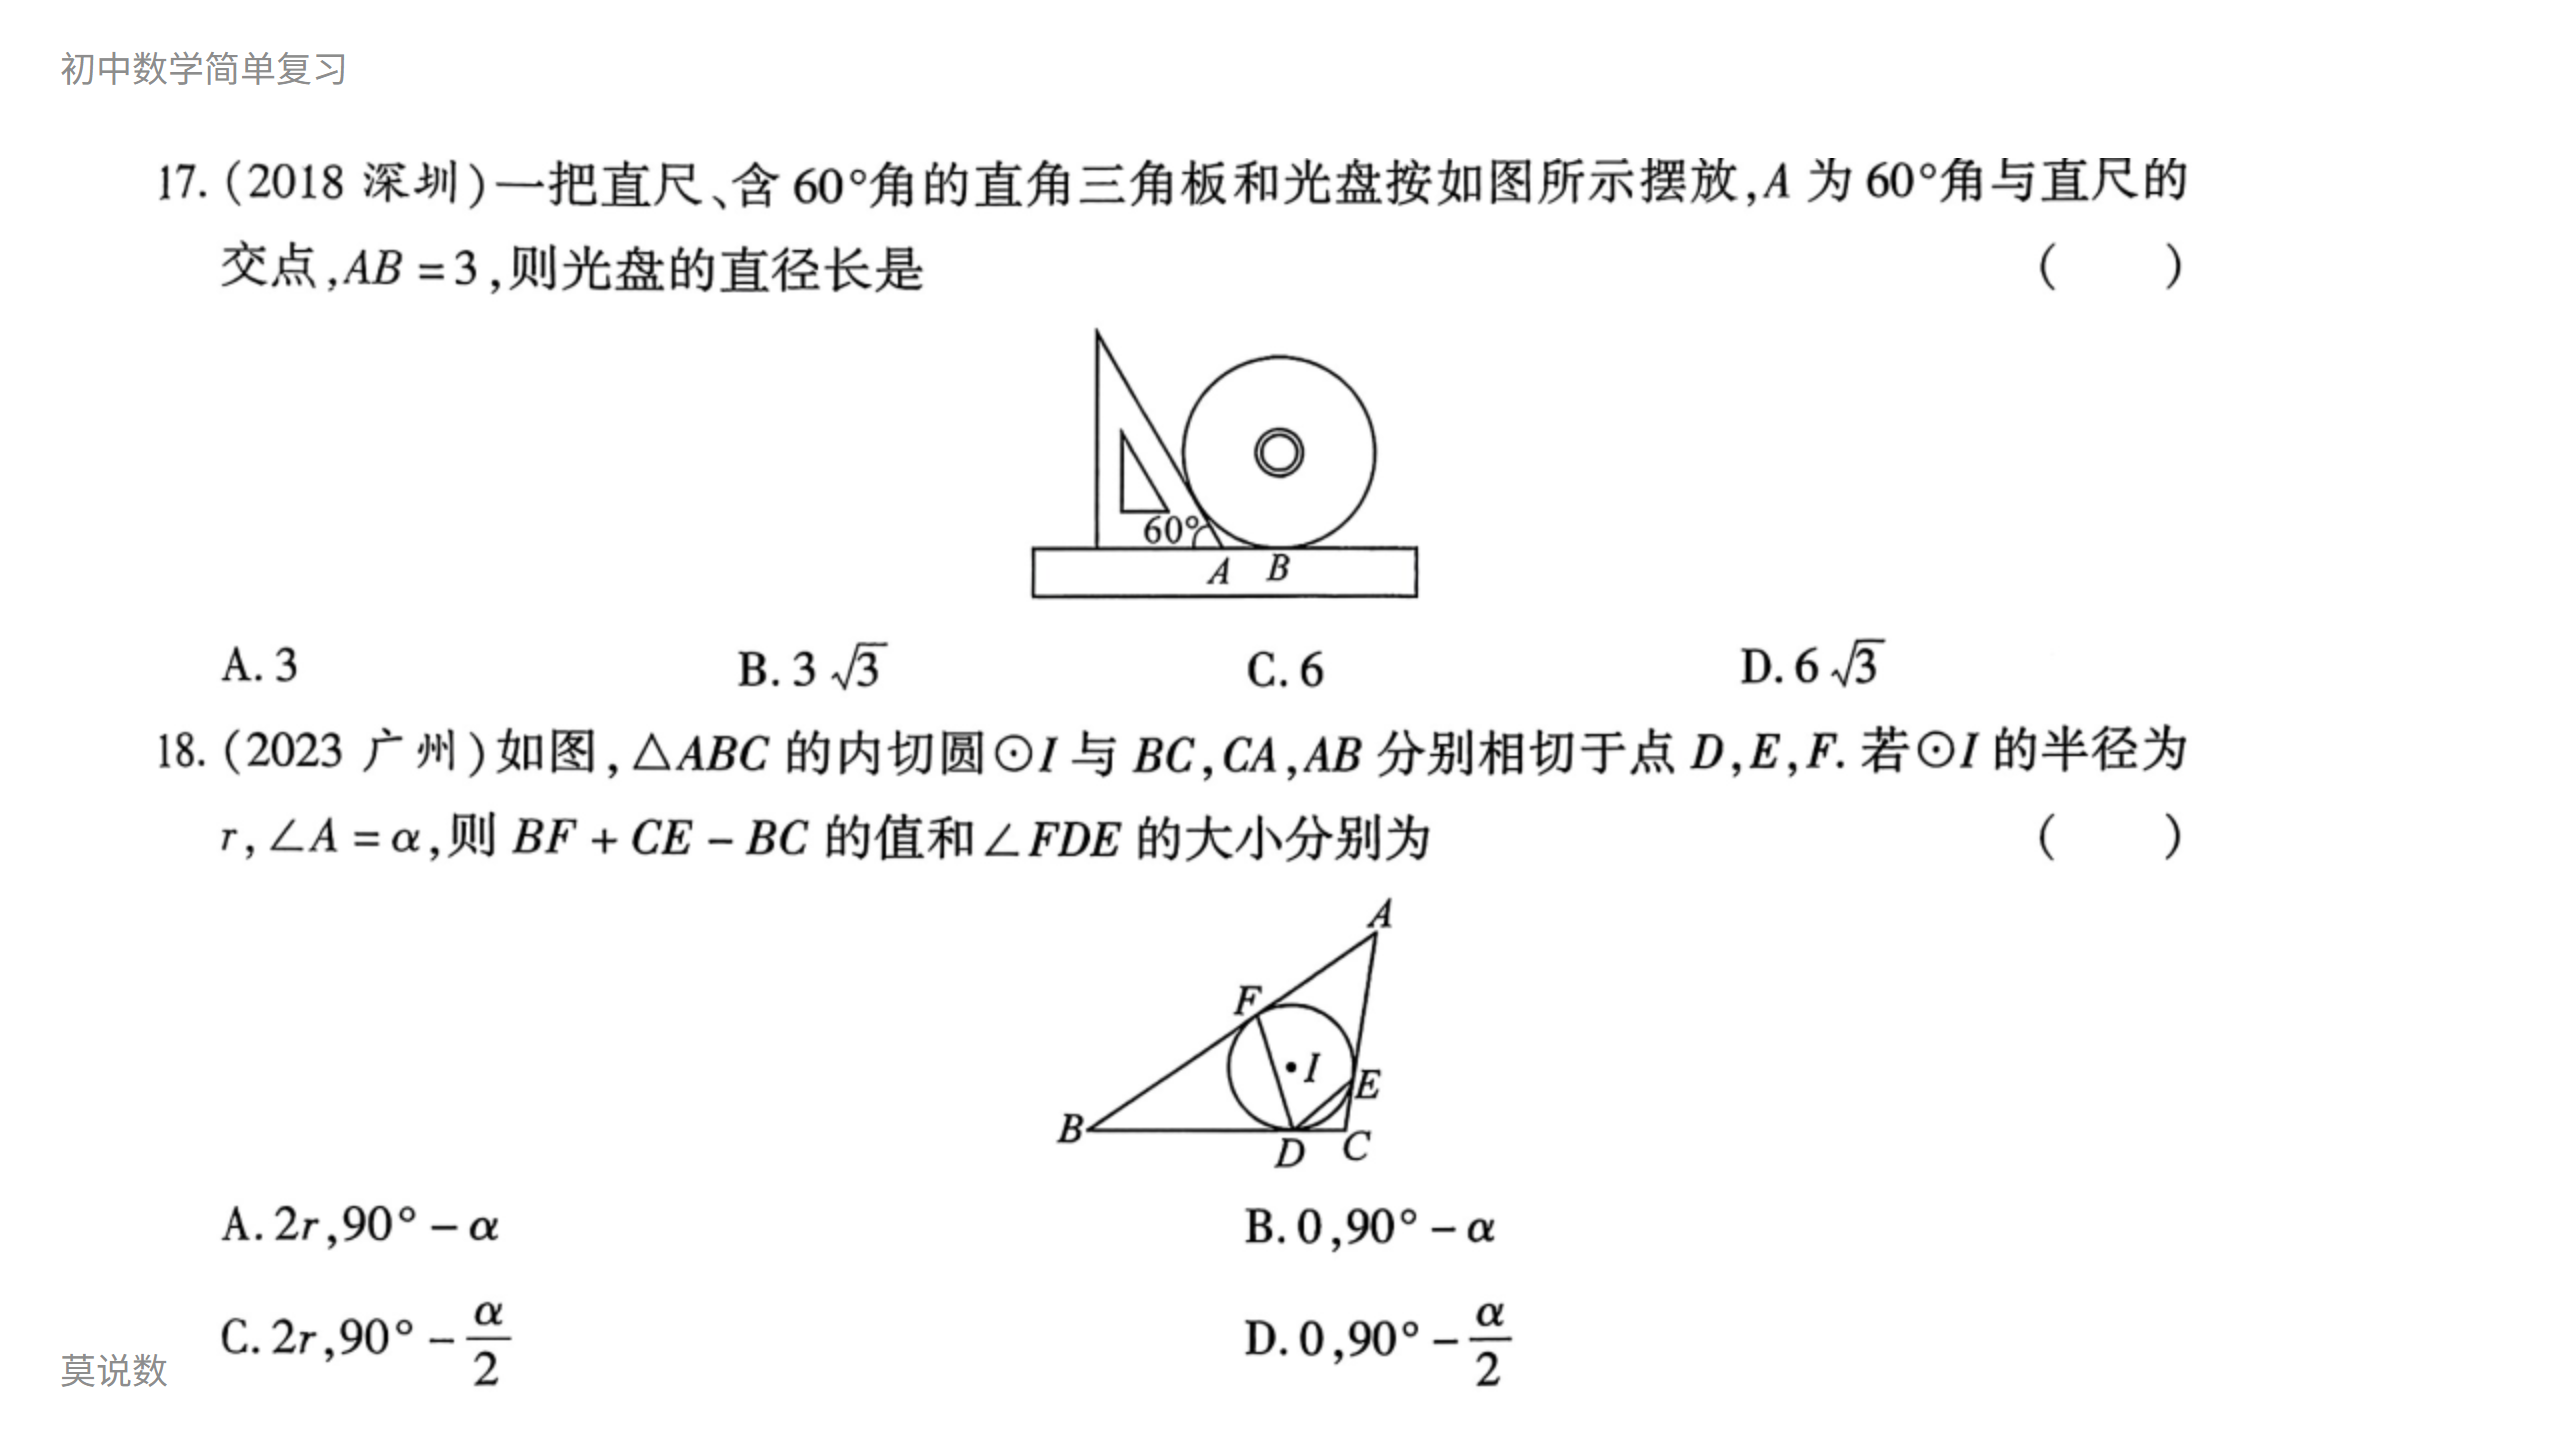 初中数学简单复习
17. (2018 深圳)一把直尺、含 60°角的直角三角板和光盘按如图所示摆放,A 为 60°角与直尺的
交点,AB = 3,则光盘的直径长是 ( )
60°
A B
A. 3 B. 3√3 C. 6 D. 6√3
18. (2023 广州)如图,△ABC 的内切圆⊙I 与 BC,CA,AB 分别相切于点 D,E,F. 若⊙I 的半径为
r,∠A = α,则 BF + CE − BC 的值和∠FDE 的大小分别为 ( )
A
F
I
E
B
D C
A. 2r,90° − α B. 0,90° − α
C. 2r,90° − α/2 D. 0,90° − α/2
莫说数